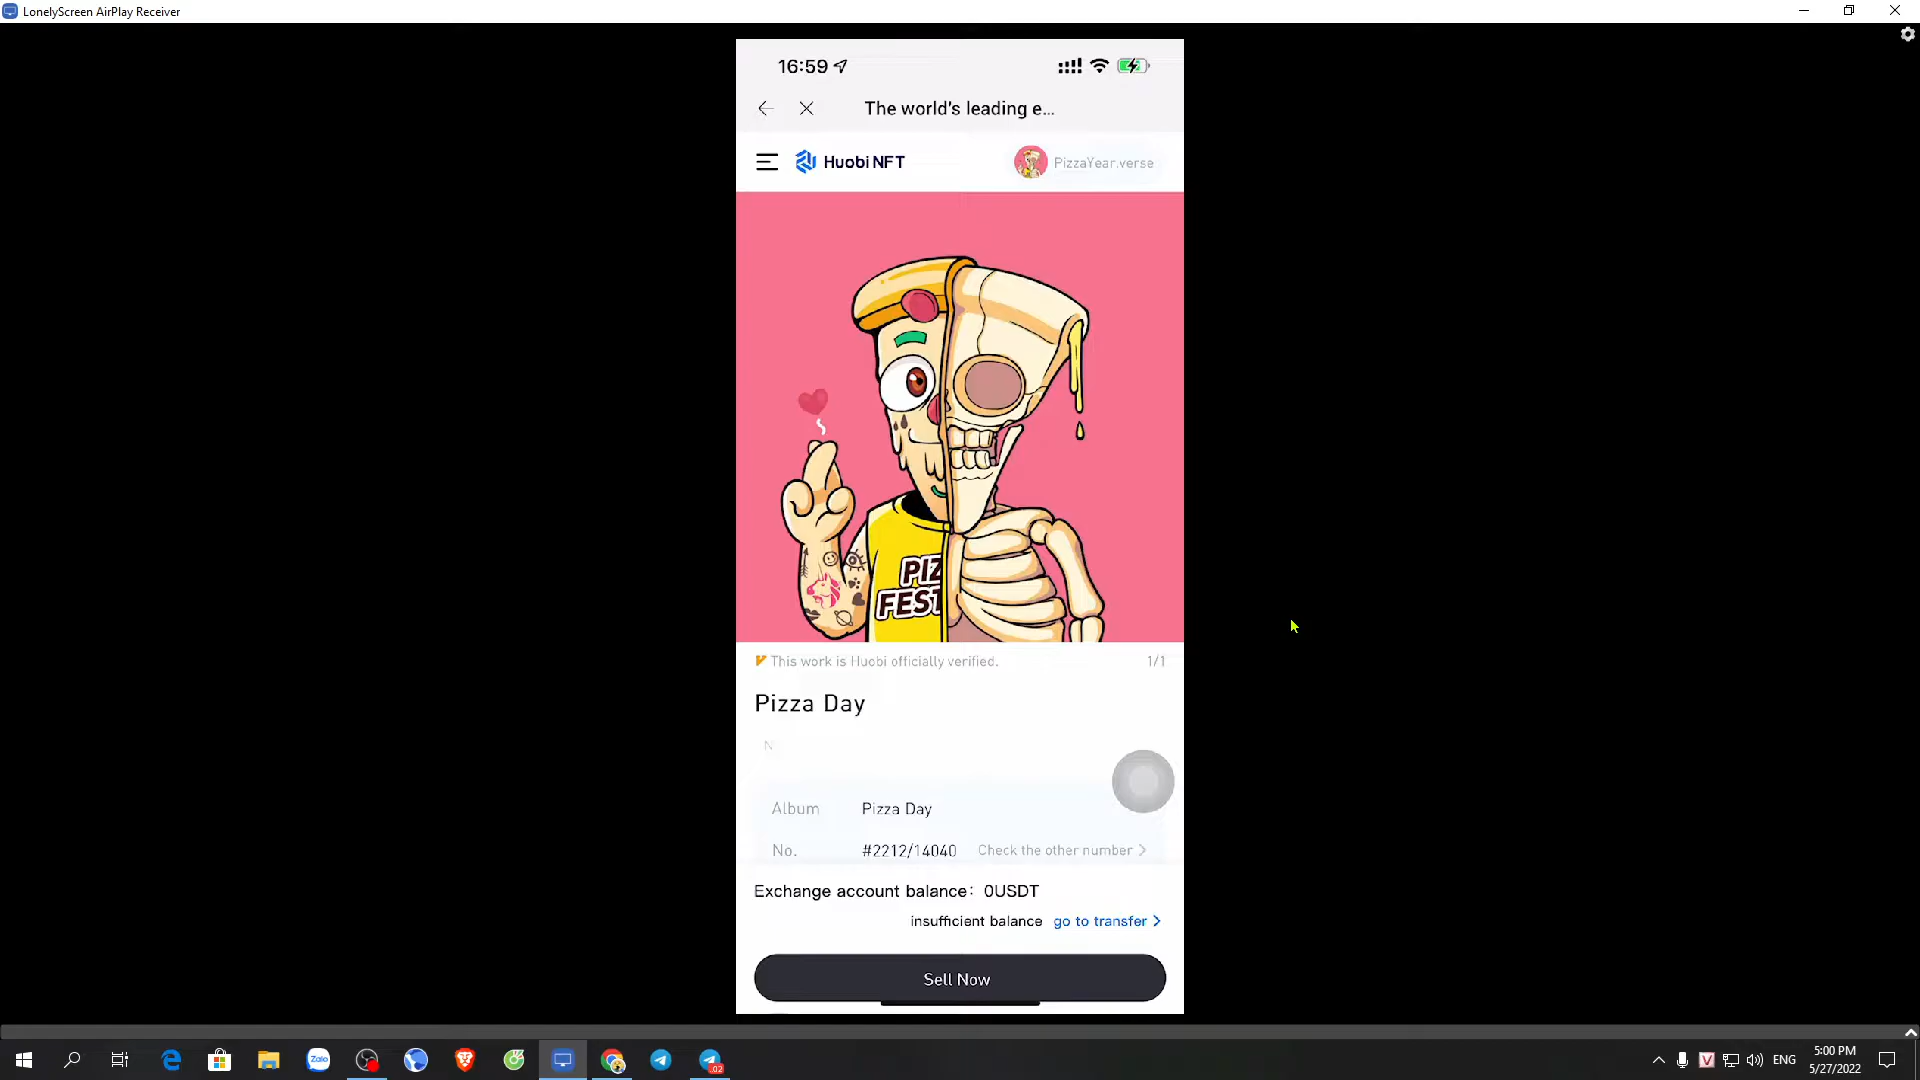 LonelyScreen AirPlay Receiver
16:59
The world's leading e...
Huobi NFT
PizzaYear.verse
PIZ
FEST
This work is Huobi officially verified.
1/1
Pizza Day
N
Album Pizza Day
No. #2212/14040 Check the other number >
Exchange account balance: 0USDT
insufficient balance go to transfer >
Sell Now
Zalo
.02
V
ENG
5:00 PM
5/27/2022